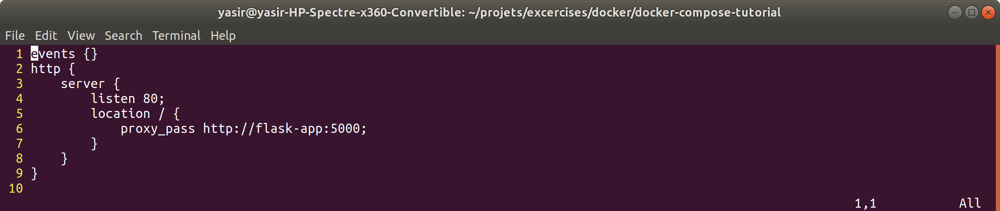 yasir@yasir-HP-Spectre-x360-Convertible: ~/projets/excercises/docker/docker-compose-tutorial
File Edit View Search Terminal Help
1 events {}
2 http {
3     server {
4         listen 80;
5         location / {
6             proxy_pass http://flask-app:5000;
7         }
8     }
9 }
10
1,1 All